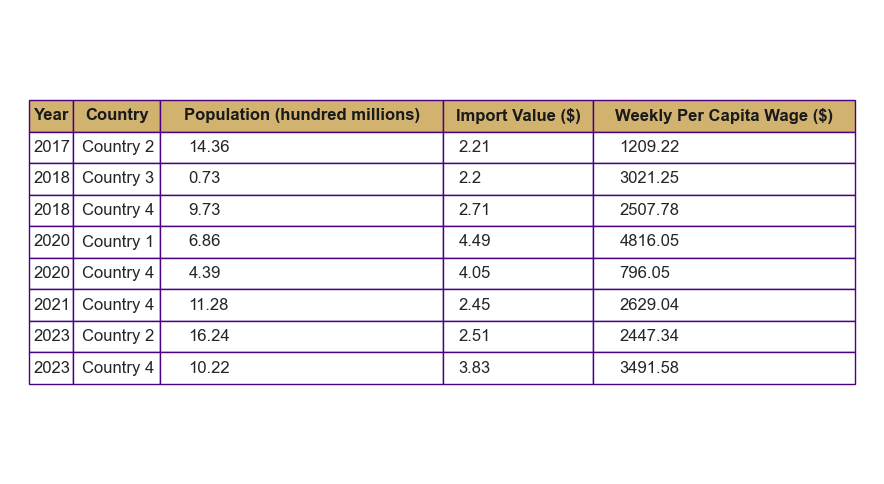 Year Country Population (hundred millions) Import Value ($) Weekly Per Capita Wage ($)
2017 Country 2 14.36 2.21 1209.22
2018 Country 3 0.73 2.2 3021.25
2018 Country 4 9.73 2.71 2507.78
2020 Country 1 6.86 4.49 4816.05
2020 Country 4 4.39 4.05 796.05
2021 Country 4 11.28 2.45 2629.04
2023 Country 2 16.24 2.51 2447.34
2023 Country 4 10.22 3.83 3491.58